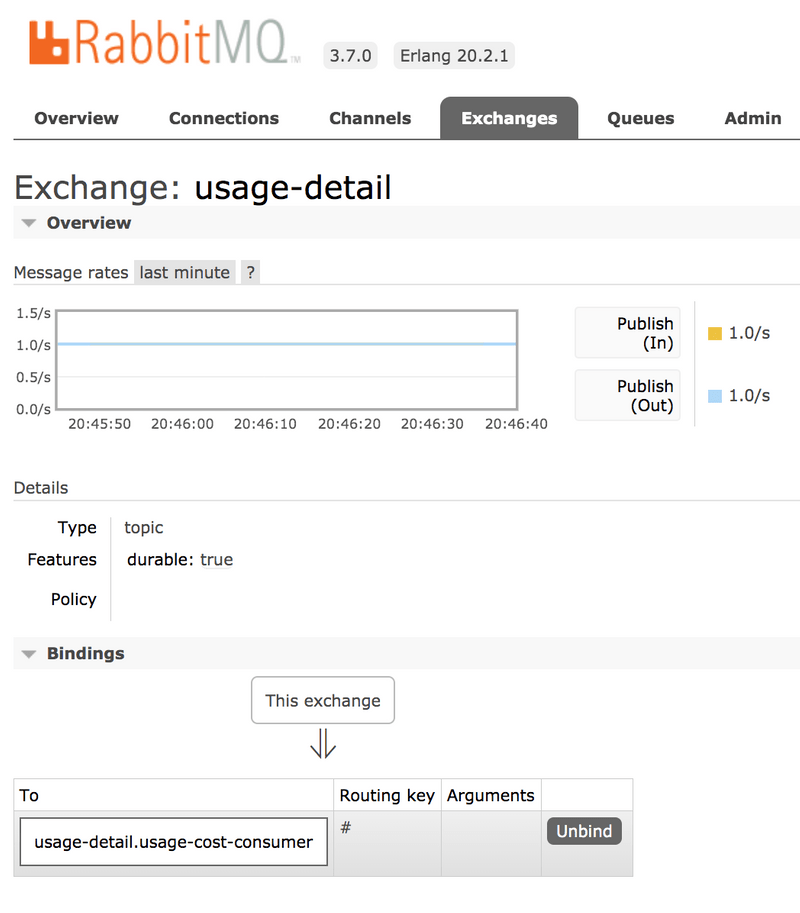 RabbitMQ TM 3.7.0 Erlang 20.2.1
Overview Connections Channels Exchanges Queues Admin
Exchange: usage-detail
Overview
Message rates last minute ?
1.5/s
1.0/s
0.5/s
0.0/s
20:45:50 20:46:00 20:46:10 20:46:20 20:46:30 20:46:40
Publish
(In)
1.0/s
Publish
(Out)
1.0/s
Details
Type topic
Features durable: true
Policy
Bindings
This exchange
⇓
To Routing key Arguments
usage-detail.usage-cost-consumer # Unbind